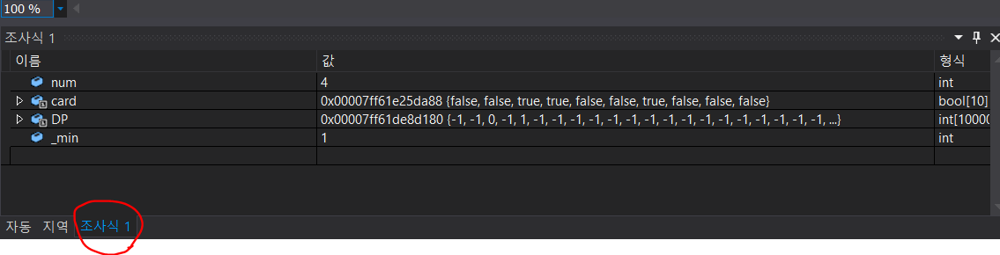 100 %
조사식 1
이름 값 형식
num 4 int
card 0x00007ff61e25da88 {false, false, true, true, false, false, true, false, false, false} bool[10]
DP 0x00007ff61de8d180 {-1, -1, 0, -1, 1, -1, -1, -1, -1, -1, -1, -1, -1, -1, -1, -1, -1, -1, -1, -1, ...} int[10000
_min 1 int
자동 지역 조사식 1